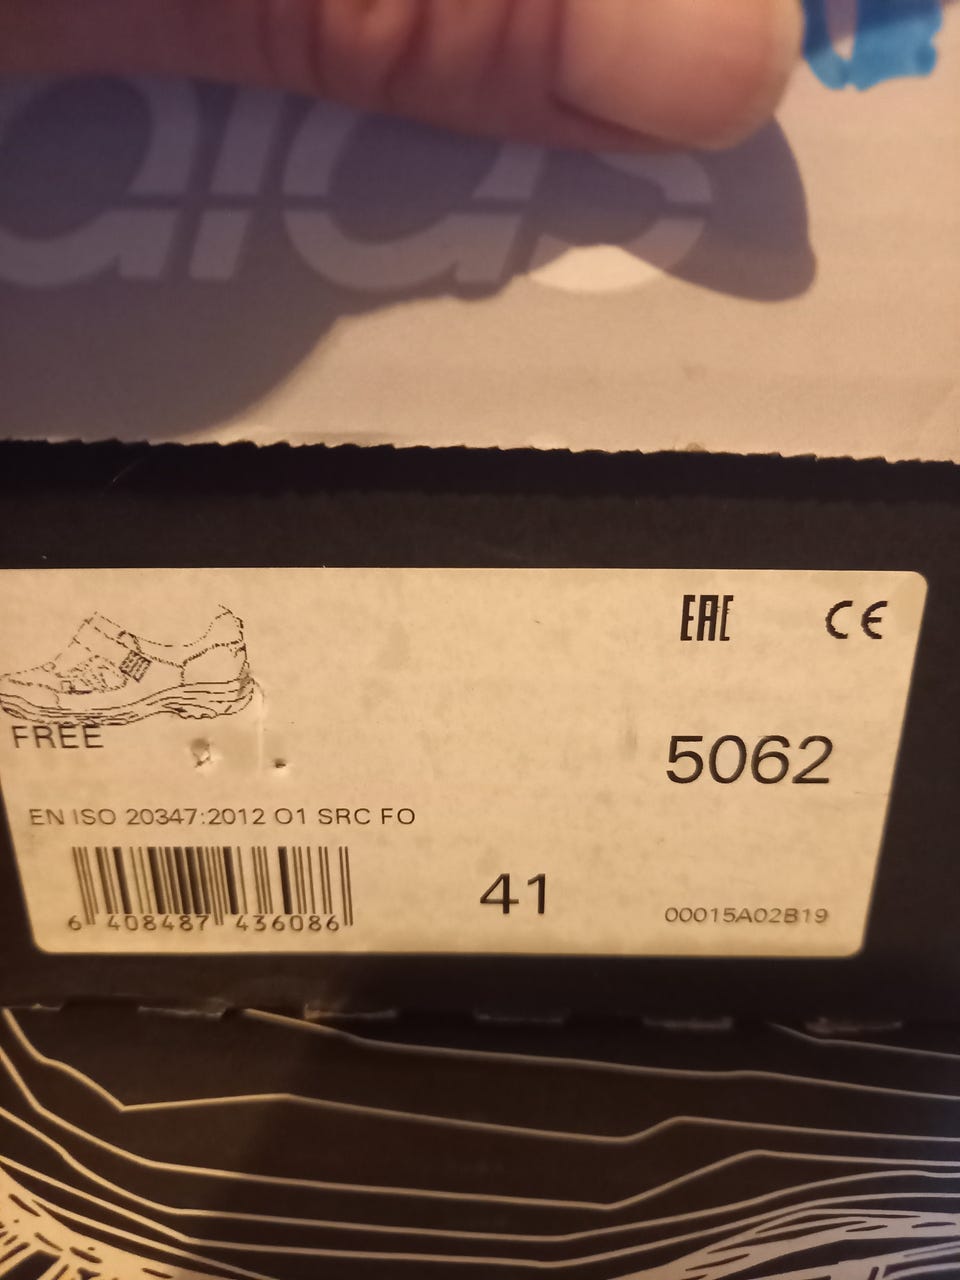 EAC CE
FREE
5062
EN ISO 20347:2012 O1 SRC FO
41
6 408487 436086
00015A02B19